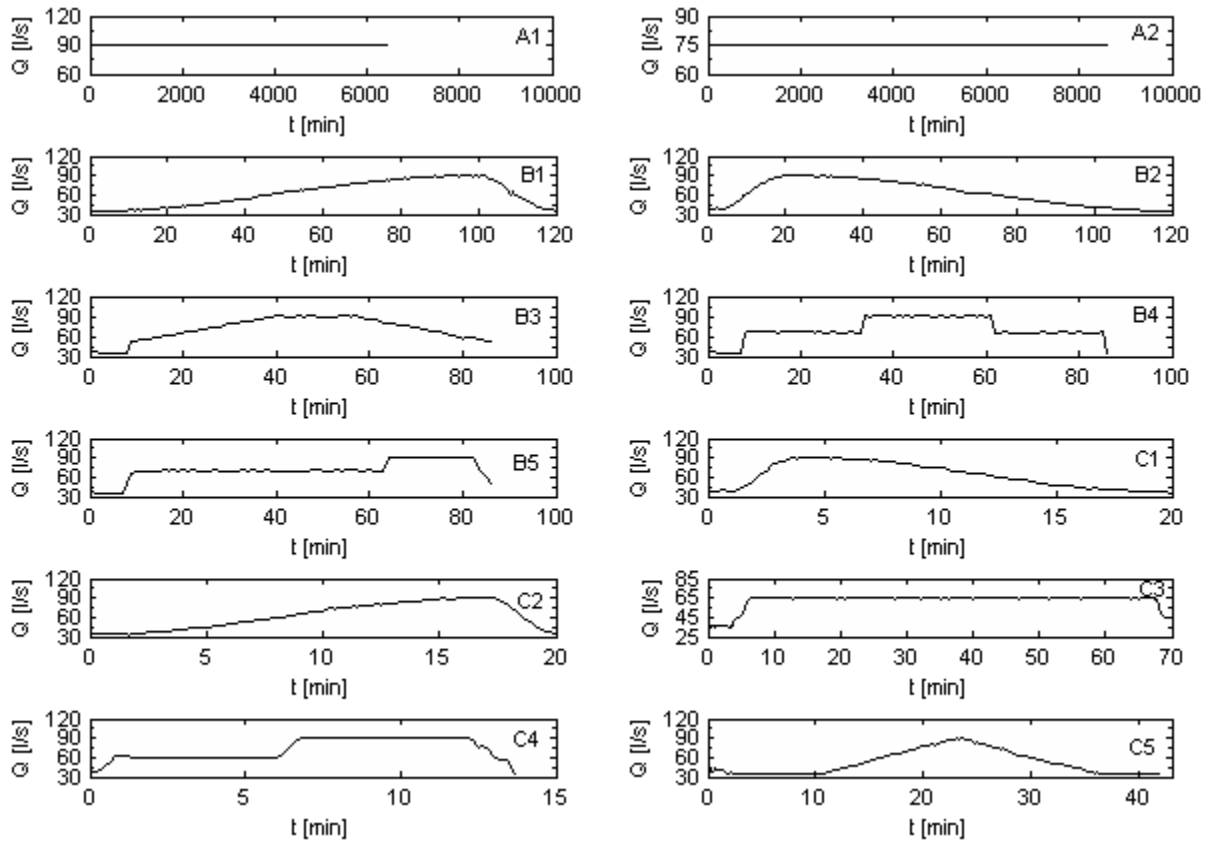 120
Q [l/s]
90
60
A1
0 2000 4000 6000 8000 10000
t [min]
90
Q [l/s]
75
60
A2
0 2000 4000 6000 8000 10000
t [min]
120
Q [l/s]
90
60
30
B1
0 20 40 60 80 100 120
t [min]
120
Q [l/s]
90
60
30
B2
0 20 40 60 80 100 120
t [min]
120
Q [l/s]
90
60
30
B3
0 20 40 60 80 100
t [min]
120
Q [l/s]
90
60
30
B4
0 20 40 60 80 100
t [min]
120
Q [l/s]
90
60
30
B5
0 20 40 60 80 100
t [min]
120
Q [l/s]
90
60
30
C1
0 5 10 15 20
t [min]
120
Q [l/s]
90
60
30
C2
0 5 10 15 20
t [min]
85
Q [l/s]
65
45
25
C3
0 10 20 30 40 50 60 70
t [min]
120
Q [l/s]
90
60
30
C4
0 5 10 15
t [min]
120
Q [l/s]
90
60
30
C5
0 10 20 30 40
t [min]